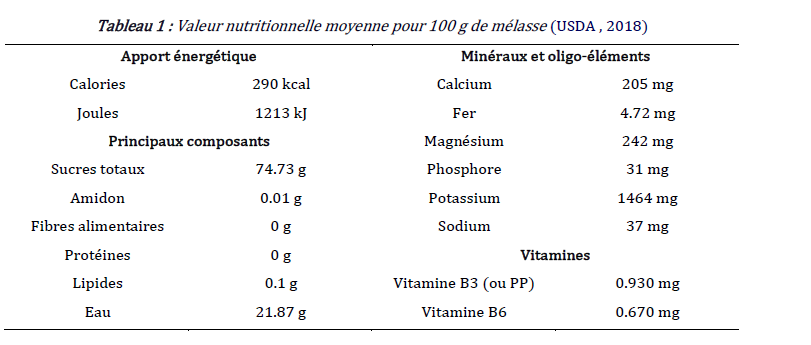 Tableau 1 : Valeur nutritionnelle moyenne pour 100 g de mélasse (USDA , 2018)
Apport énergétique Minéraux et oligo-éléments
Calories 290 kcal Calcium 205 mg
Joules 1213 kJ Fer 4.72 mg
Principaux composants Magnésium 242 mg
Sucres totaux 74.73 g Phosphore 31 mg
Amidon 0.01 g Potassium 1464 mg
Fibres alimentaires 0 g Sodium 37 mg
Protéines 0 g Vitamines
Lipides 0.1 g Vitamine B3 (ou PP) 0.930 mg
Eau 21.87 g Vitamine B6 0.670 mg